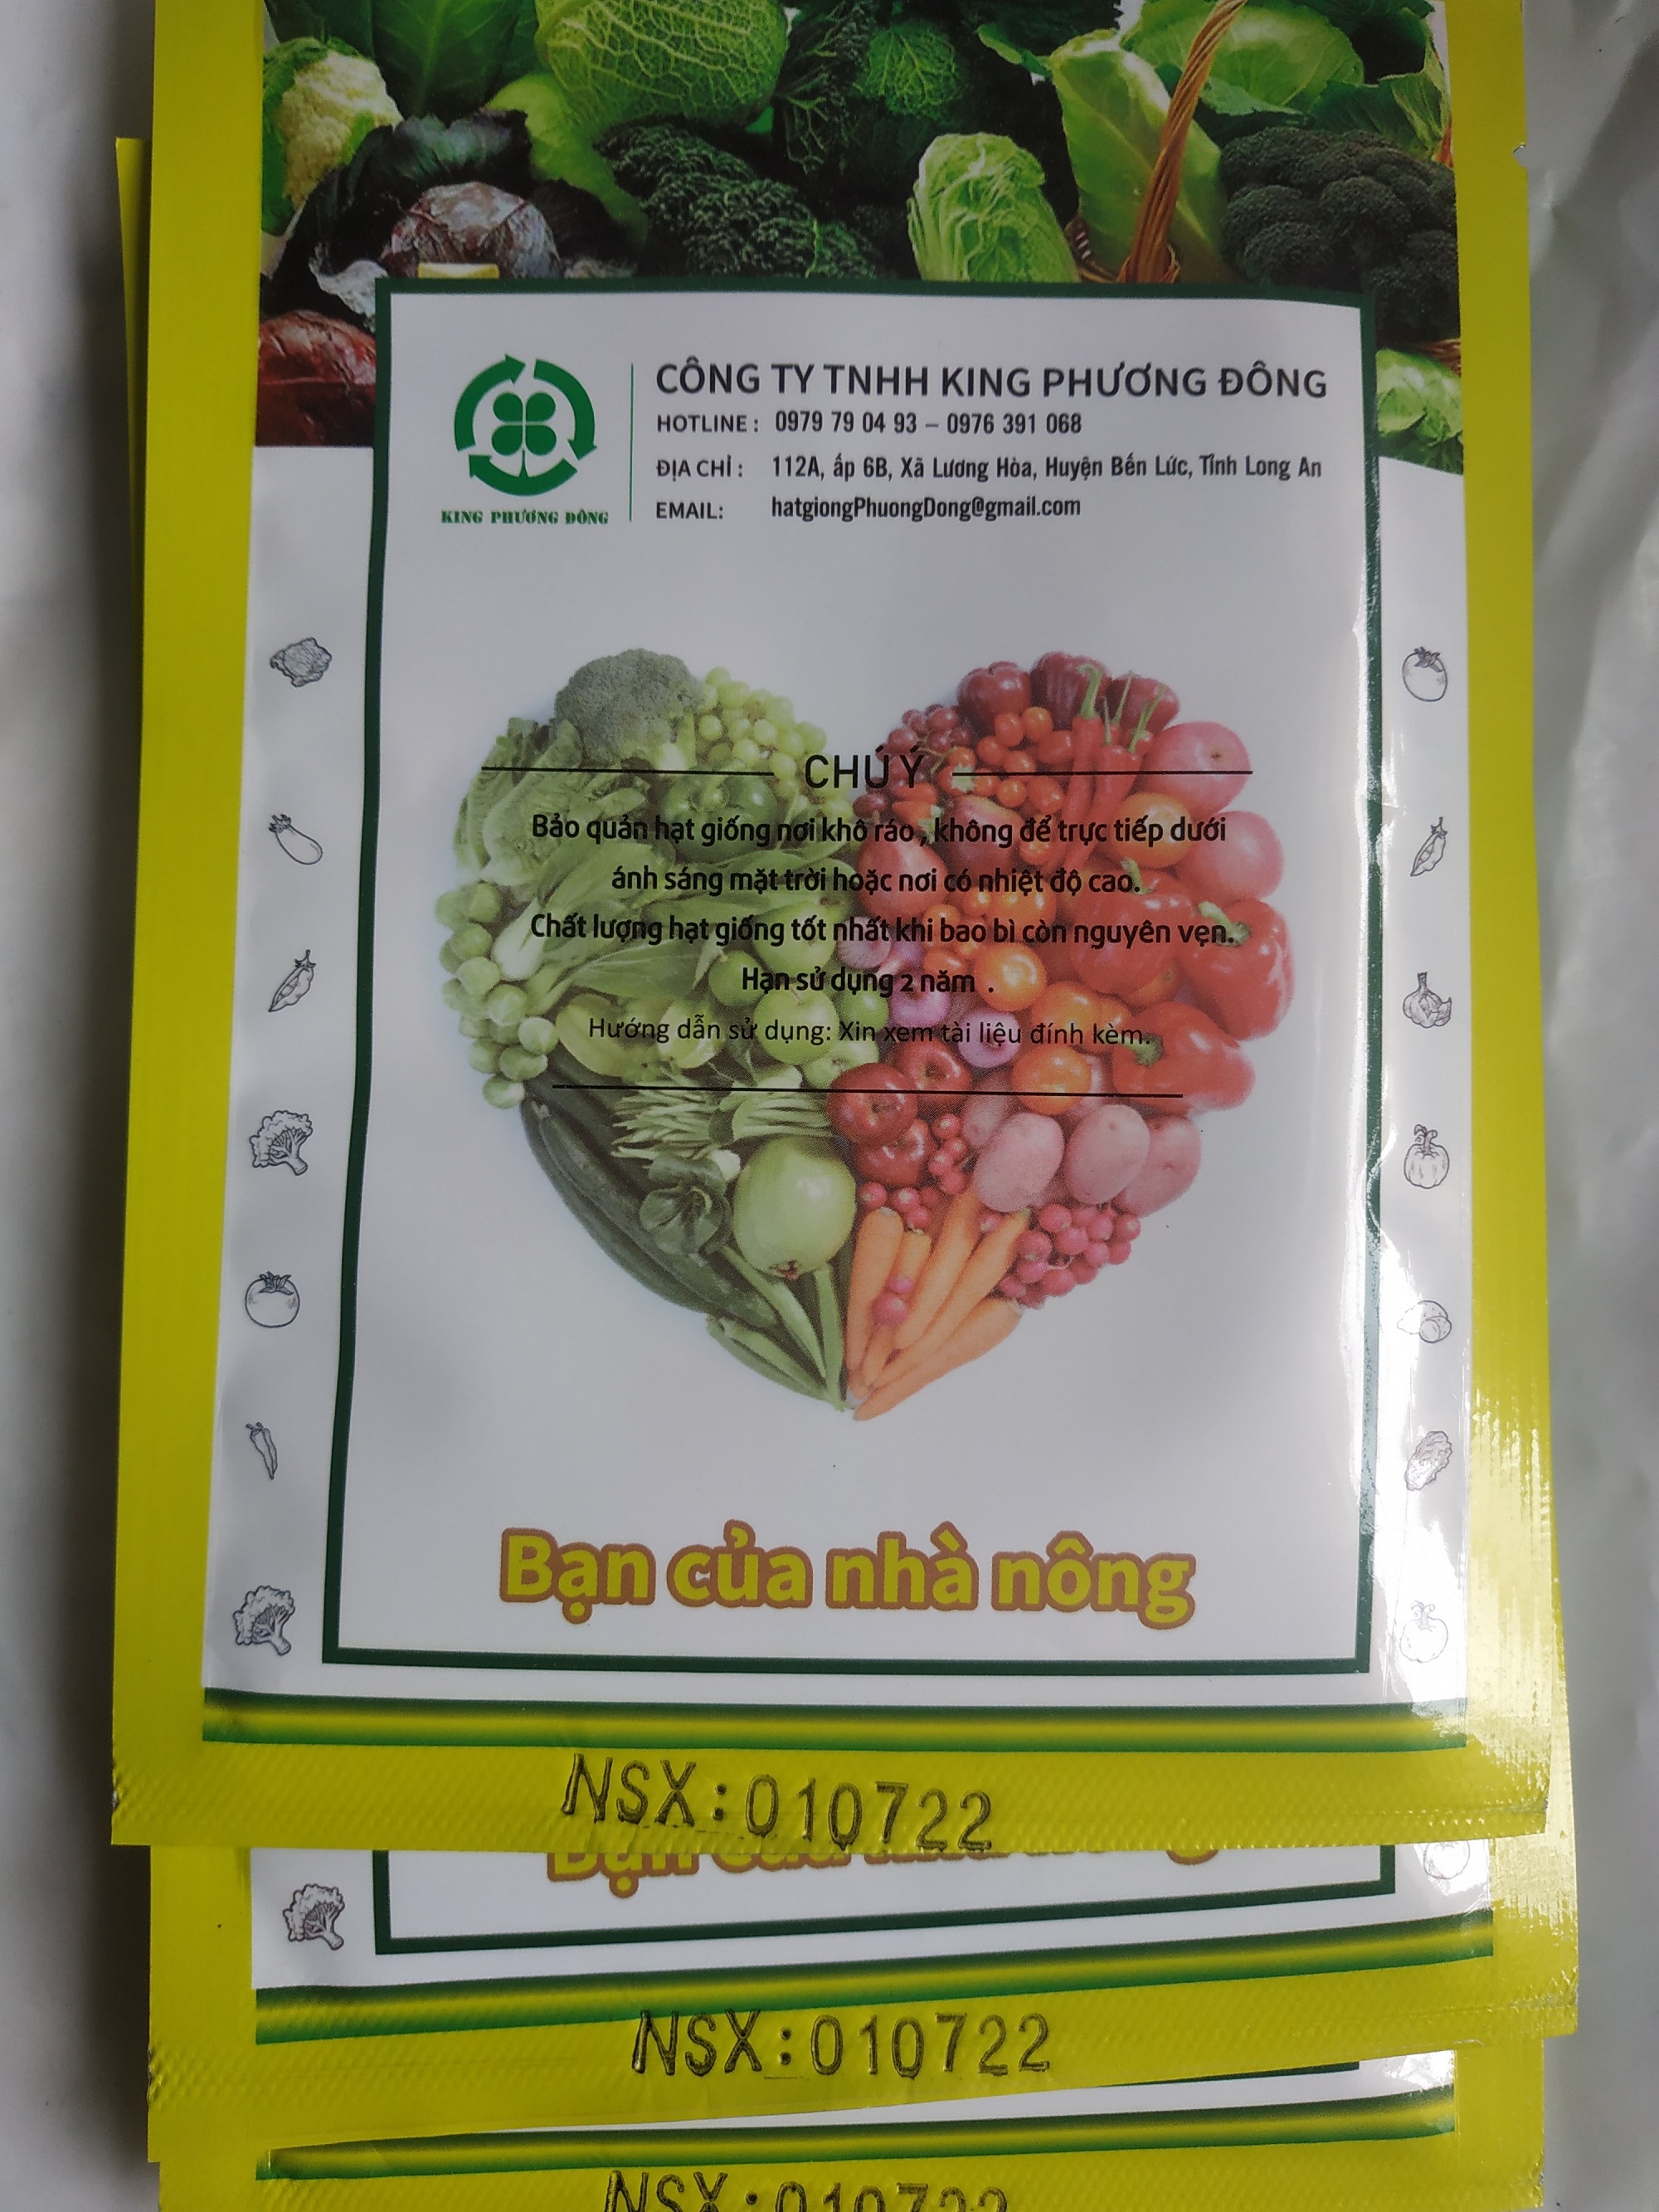 CÔNG TY TNHH KING PHƯƠNG ĐÔNG
HOTLINE : 0979 79 04 93 – 0976 391 068
ĐỊA CHỈ : 112A, ấp 6B, Xã Lương Hòa, Huyện Bến Lức, Tỉnh Long An
EMAIL: hatgiongPhuongDong@gmail.com
KING PHƯƠNG ĐÔNG
CHÚ Ý
Bảo quản hạt giống nơi khô ráo , không để trực tiếp dưới
ánh sáng mặt trời hoặc nơi có nhiệt độ cao.
Chất lượng hạt giống tốt nhất khi bao bì còn nguyên vẹn.
Hạn sử dụng 2 năm .
Hướng dẫn sử dụng: Xin xem tài liệu đính kèm.
Bạn của nhà nông
NSX:010722
NSX:010722
NSX:010722